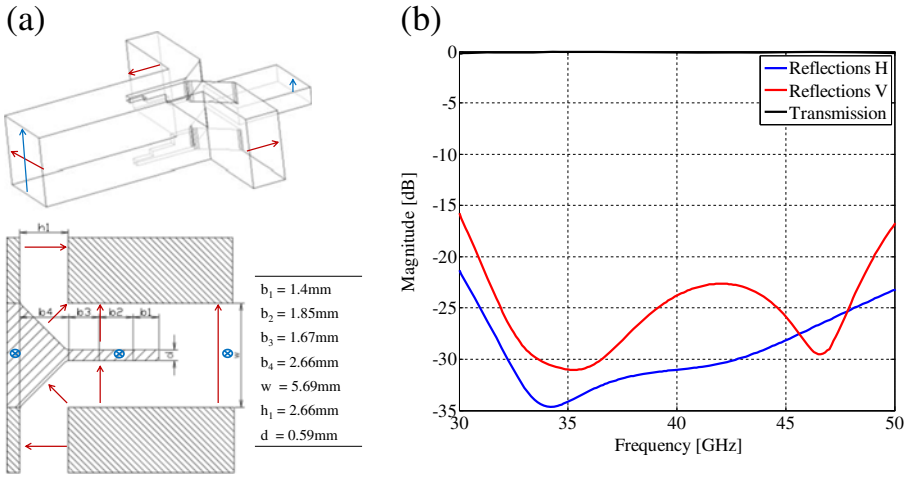 (a)
h1
b4
b3
b2
b1
d
w
b₁ = 1.4mm
b₂ = 1.85mm
b₃ = 1.67mm
b₄ = 2.66mm
w = 5.69mm
h₁ = 2.66mm
d = 0.59mm
(b)
Reflections H
Reflections V
Transmission
0
-5
-10
-15
-20
-25
-30
-35
30
35
40
45
50
Magnitude [dB]
Frequency [GHz]